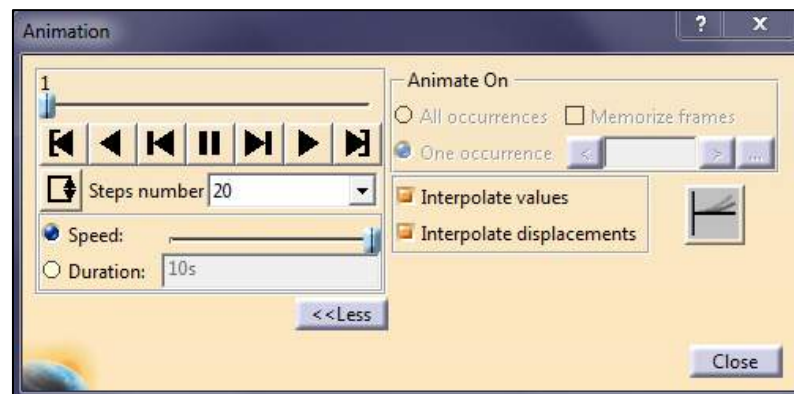 Animation
1
Steps number 20
Speed:
Duration: 10s
<<Less
Animate On
All occurrences Memorize frames
One occurrence < > ...
Interpolate values
Interpolate displacements
Close
? x